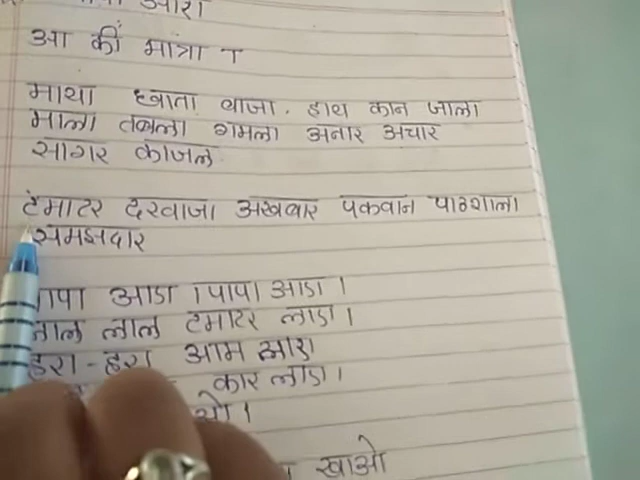 आ की मात्रा ा
माथा छाता बाजा. हाथ कान जाला
माला तबला गमला अनार अचार
सागर काजल
टमाटर दरवाजा अखबार पकवान पाठशाला
समझदार
पापा आए। पापा आए।
लाल लाल टमाटर लाए।
हरा-हरा आम लाए
कार लाए।
ओ।
खाओ